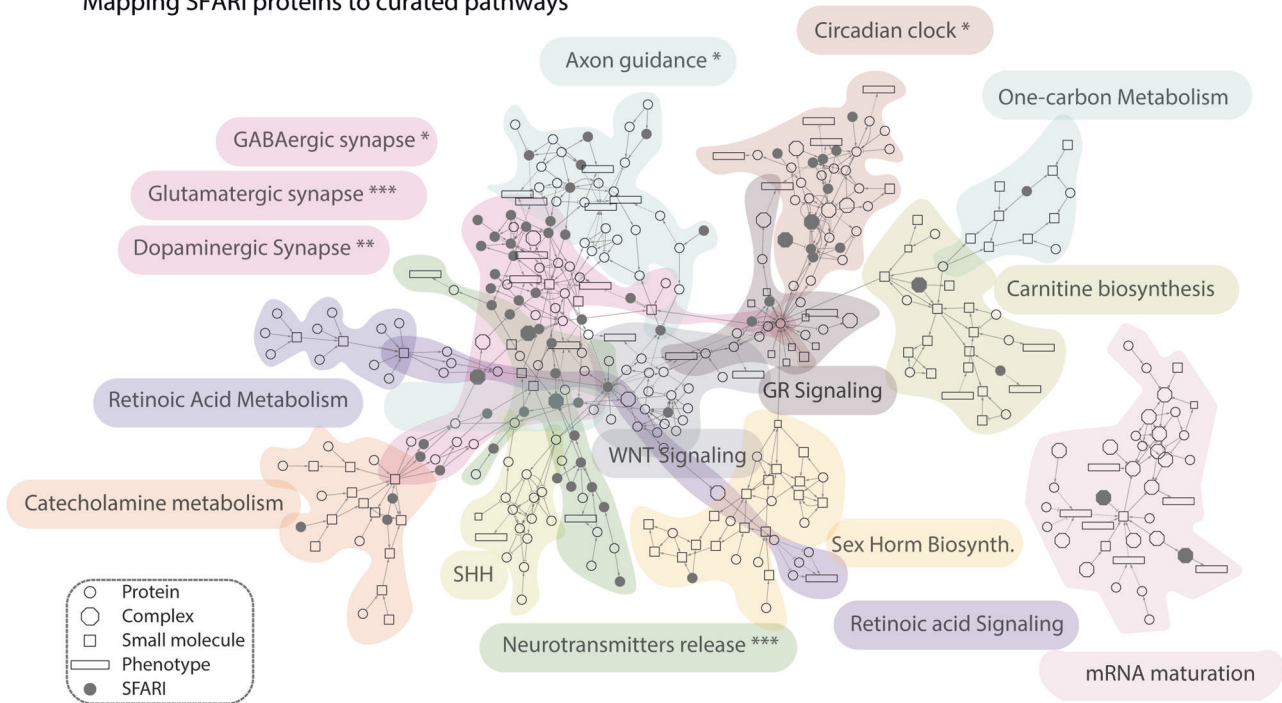 Mapping SFARI proteins to curated pathways
Circadian clock *
Axon guidance *
One-carbon Metabolism
GABAergic synapse *
Glutamatergic synapse ***
Dopaminergic Synapse **
Carnitine biosynthesis
Retinoic Acid Metabolism
GR Signaling
WNT Signaling
Catecholamine metabolism
Sex Horm Biosynth.
SHH
Retinoic acid Signaling
Neurotransmitters release ***
mRNA maturation
Protein
Complex
Small molecule
Phenotype
SFARI